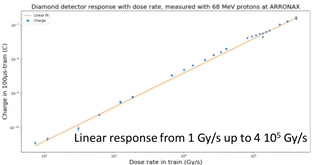 Diamond detector response with dose rate, measured with 68 MeV protons at ARRONAX
Linear fit
Charge
Charge in 100µs-train (C)
Linear response from 1 Gy/s up to 4 10⁵ Gy/s
Dose rate in train (Gy/s)